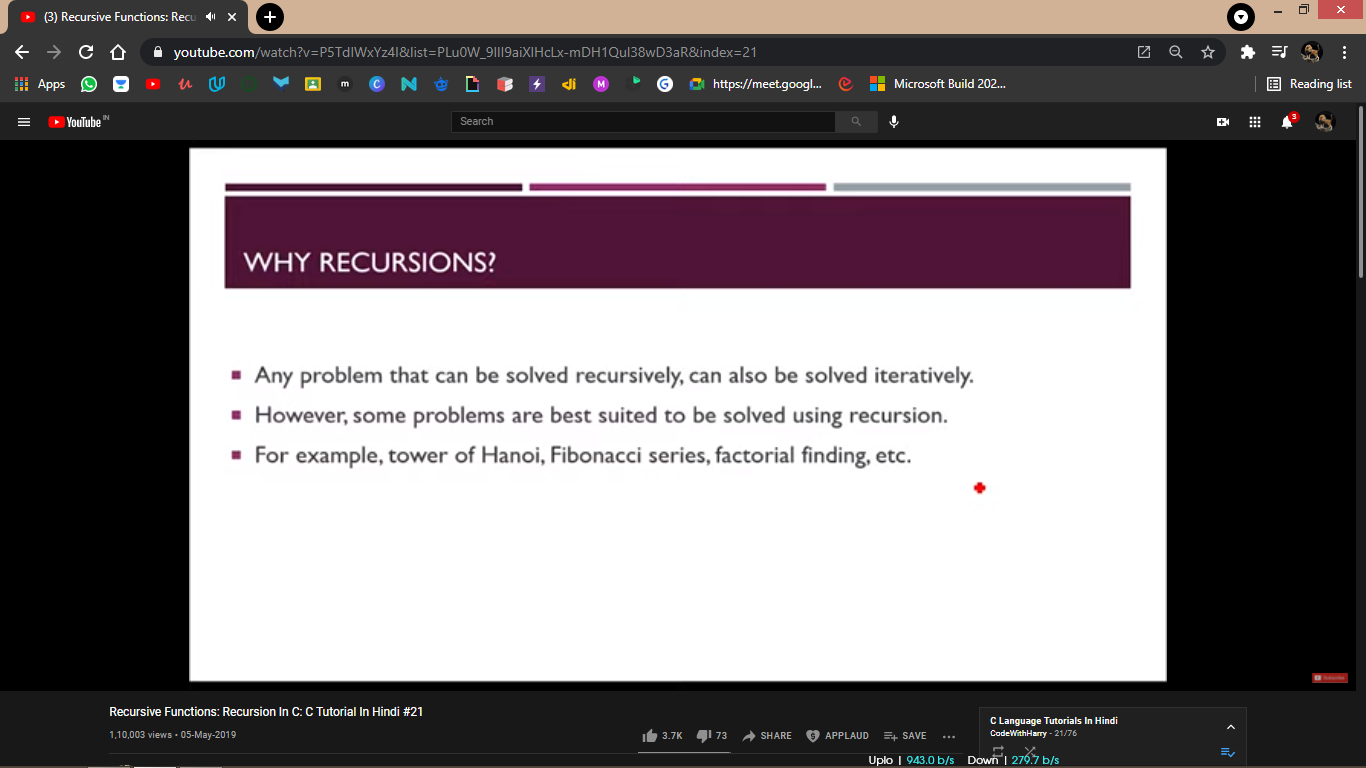 (3) Recursive Functions: Recu
youtube.com/watch?v=P5TdIWxYz4I&list=PLu0W_9lII9aiXlHcLx-mDH1Qul38wD3aR&index=21
Apps
https://meet.googl...
Microsoft Build 202...
Reading list
YouTube IN
Search
3
WHY RECURSIONS?
Any problem that can be solved recursively, can also be solved iteratively.
However, some problems are best suited to be solved using recursion.
For example, tower of Hanoi, Fibonacci series, factorial finding, etc.
Subscribe
Recursive Functions: Recursion In C: C Tutorial In Hindi #21
1,10,003 views • 05-May-2019
3.7K
73
SHARE
APPLAUD
SAVE
C Language Tutorials In Hindi
CodeWithHarry - 21/76
Uplo | 943.0 b/s Down | 279.7 b/s